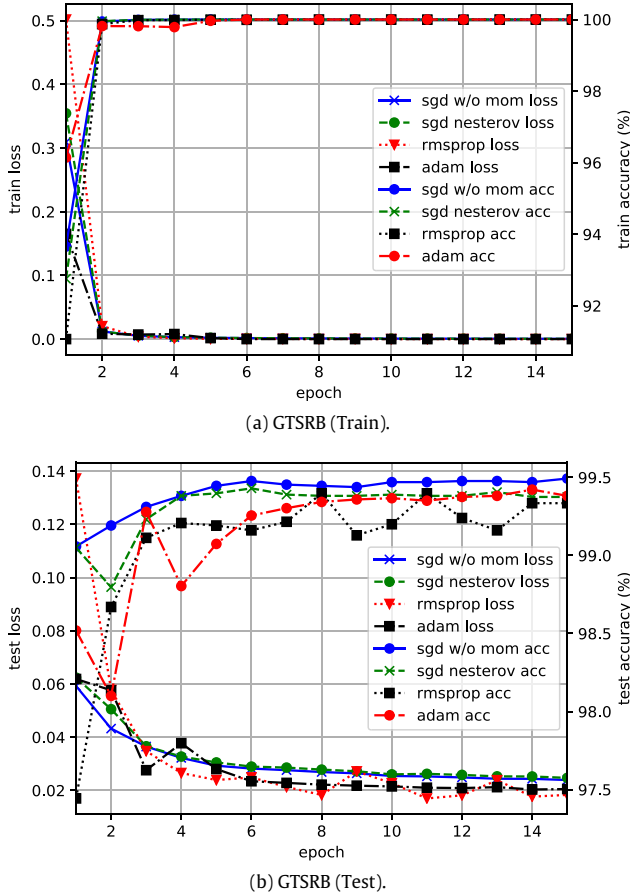 0.5
0.4
0.3
0.2
0.1
0.0
train loss
100
98
96
94
92
train accuracy (%)
sgd w/o mom loss
sgd nesterov loss
rmsprop loss
adam loss
sgd w/o mom acc
sgd nesterov acc
rmsprop acc
adam acc
2 4 6 8 10 12 14
epoch
(a) GTSRB (Train).
0.14
0.12
0.10
0.08
0.06
0.04
0.02
test loss
99.5
99.0
98.5
98.0
97.5
test accuracy (%)
sgd w/o mom loss
sgd nesterov loss
rmsprop loss
adam loss
sgd w/o mom acc
sgd nesterov acc
rmsprop acc
adam acc
2 4 6 8 10 12 14
epoch
(b) GTSRB (Test).